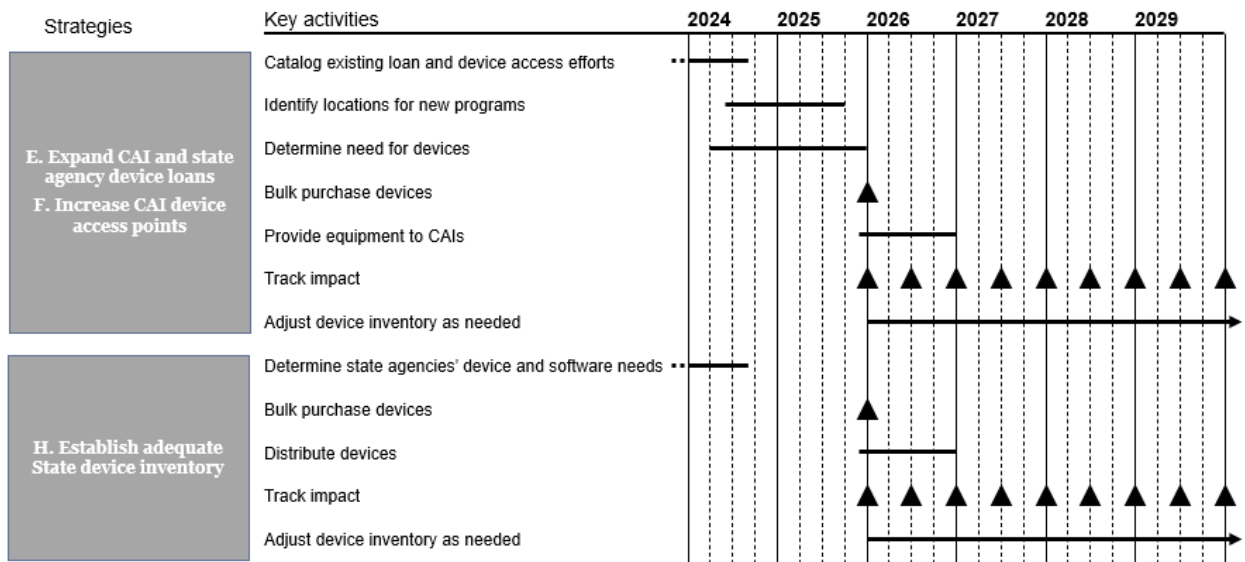 Strategies
Key activities
2024 2025 2026 2027 2028 2029
E. Expand CAI and state
agency device loans
F. Increase CAI device
access points
Catalog existing loan and device access efforts
Identify locations for new programs
Determine need for devices
Bulk purchase devices
Provide equipment to CAIs
Track impact
Adjust device inventory as needed
H. Establish adequate
State device inventory
Determine state agencies' device and software needs
Bulk purchase devices
Distribute devices
Track impact
Adjust device inventory as needed